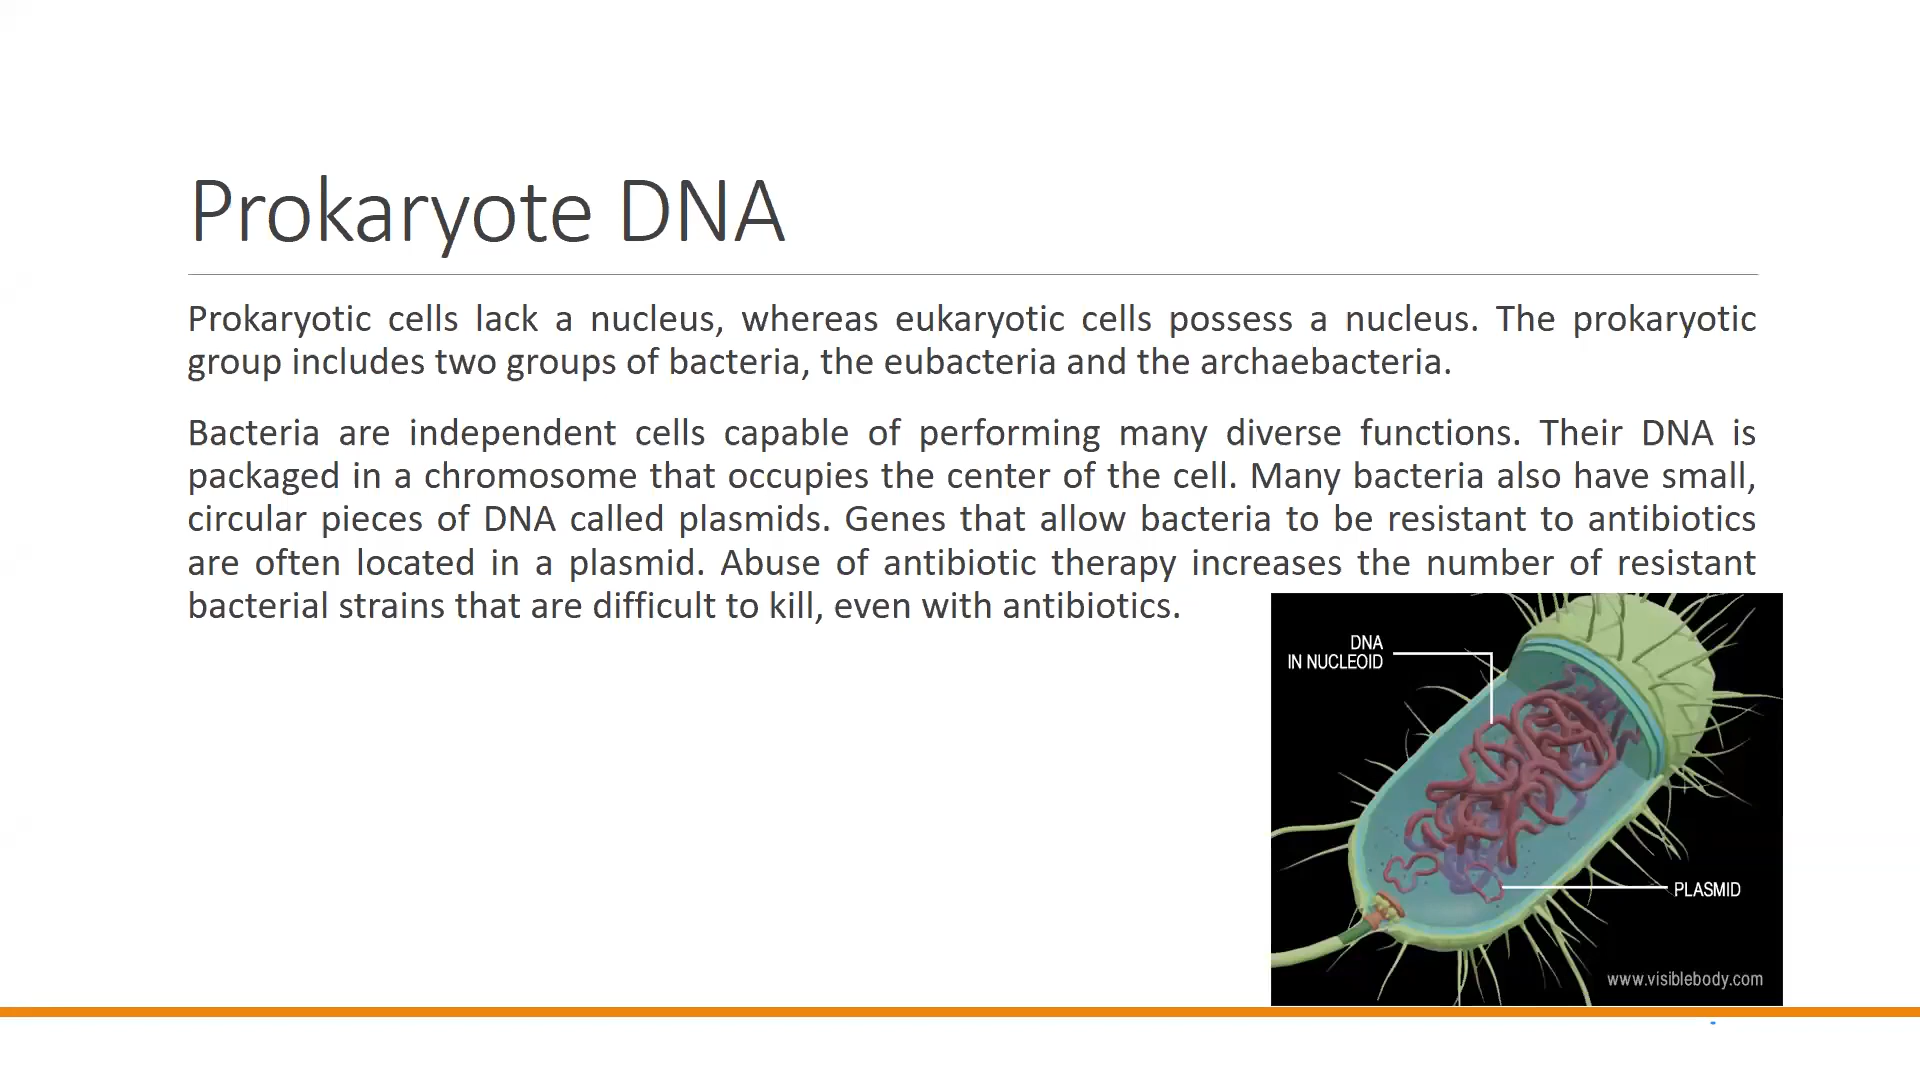 Prokaryote DNA
Prokaryotic cells lack a nucleus, whereas eukaryotic cells possess a nucleus. The prokaryotic
group includes two groups of bacteria, the eubacteria and the archaebacteria.
Bacteria are independent cells capable of performing many diverse functions. Their DNA is
packaged in a chromosome that occupies the center of the cell. Many bacteria also have small,
circular pieces of DNA called plasmids. Genes that allow bacteria to be resistant to antibiotics
are often located in a plasmid. Abuse of antibiotic therapy increases the number of resistant
bacterial strains that are difficult to kill, even with antibiotics.
DNA
IN NUCLEOID
PLASMID
www.visiblebody.com